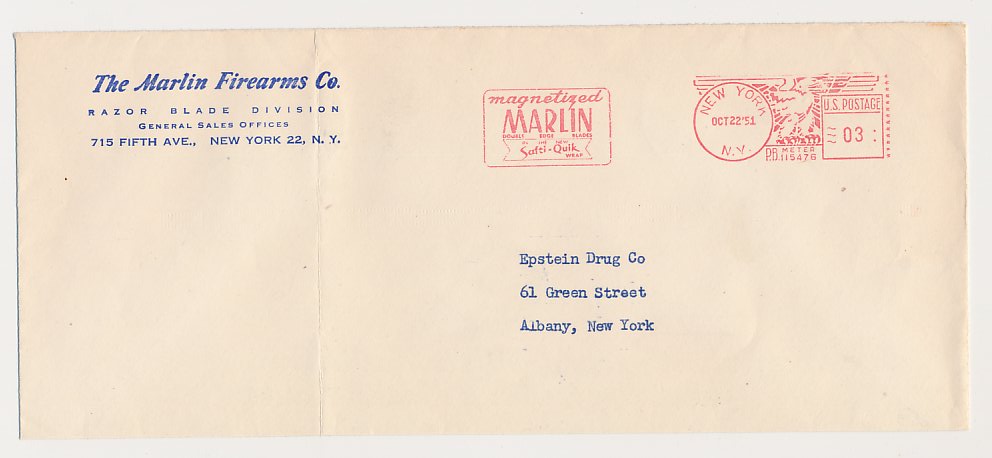 The Marlin Firearms Co.
RAZOR BLADE DIVISION
GENERAL SALES OFFICES
715 FIFTH AVE., NEW YORK 22, N. Y.
magnetized
MARLIN
DOUBLE EDGE BLADES
IN THE NEW
Safti-Quik
WRAP
NEW YORK
OCT 22 '51
N.Y.
U.S. POSTAGE
03
P.B. METER
115476
Epstein Drug Co
61 Green Street
Albany, New York